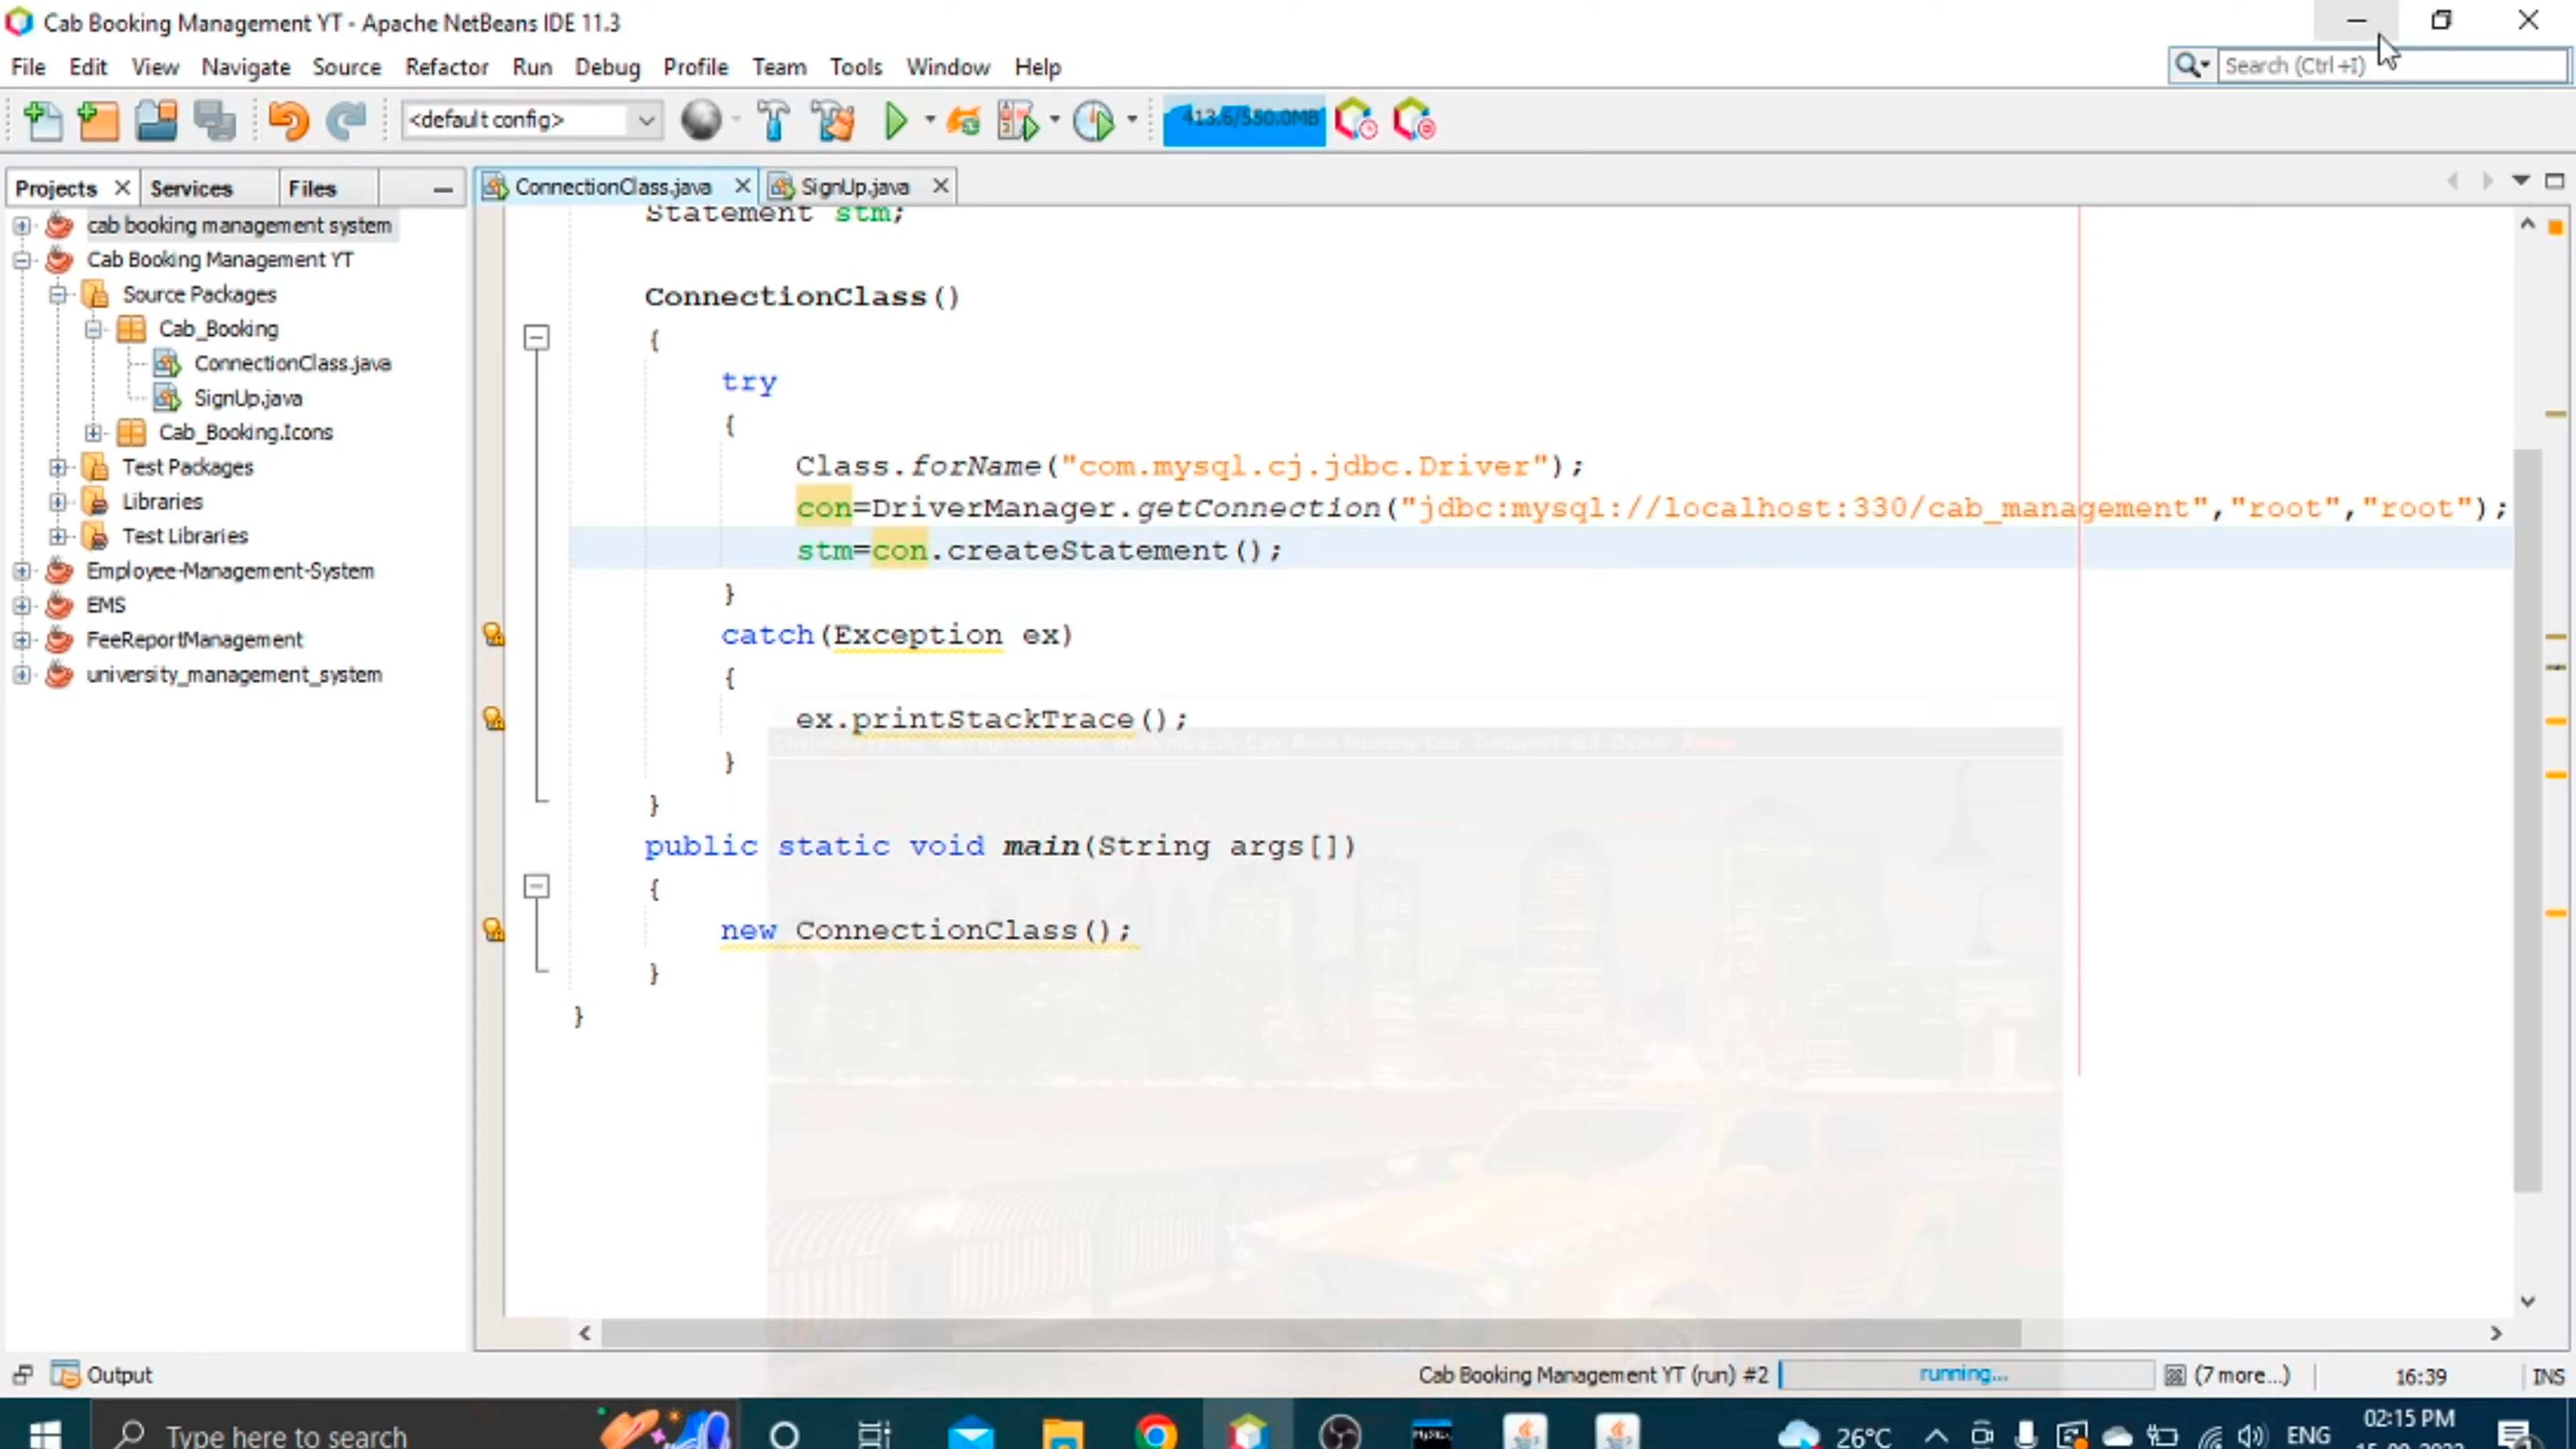 Cab Booking Management YT - Apache NetBeans IDE 11.3
File Edit View Navigate Source Refactor Run Debug Profile Team Tools Window Help
Search (Ctrl+I)
<default config>
413.6/550.0MB
Projects Services Files
ConnectionClass.java SignUp.java
cab booking management system
Cab Booking Management YT
Source Packages
Cab_Booking
ConnectionClass.java
SignUp.java
Cab_Booking.Icons
Test Packages
Libraries
Test Libraries
Employee-Management-System
EMS
FeeReportManagement
university_management_system
Statement stm;
ConnectionClass()
{
try
{
Class.forName("com.mysql.cj.jdbc.Driver");
con=DriverManager.getConnection("jdbc:mysql://localhost:330/cab_management","root","root");
stm=con.createStatement();
}
catch(Exception ex)
{
ex.printStackTrace();
}
}
public static void main(String args[])
{
new ConnectionClass();
}
}
Output
Cab Booking Management YT (run) #2 running... (7 more...) 16:39 INS
Type here to search
26°C
ENG
02:15 PM